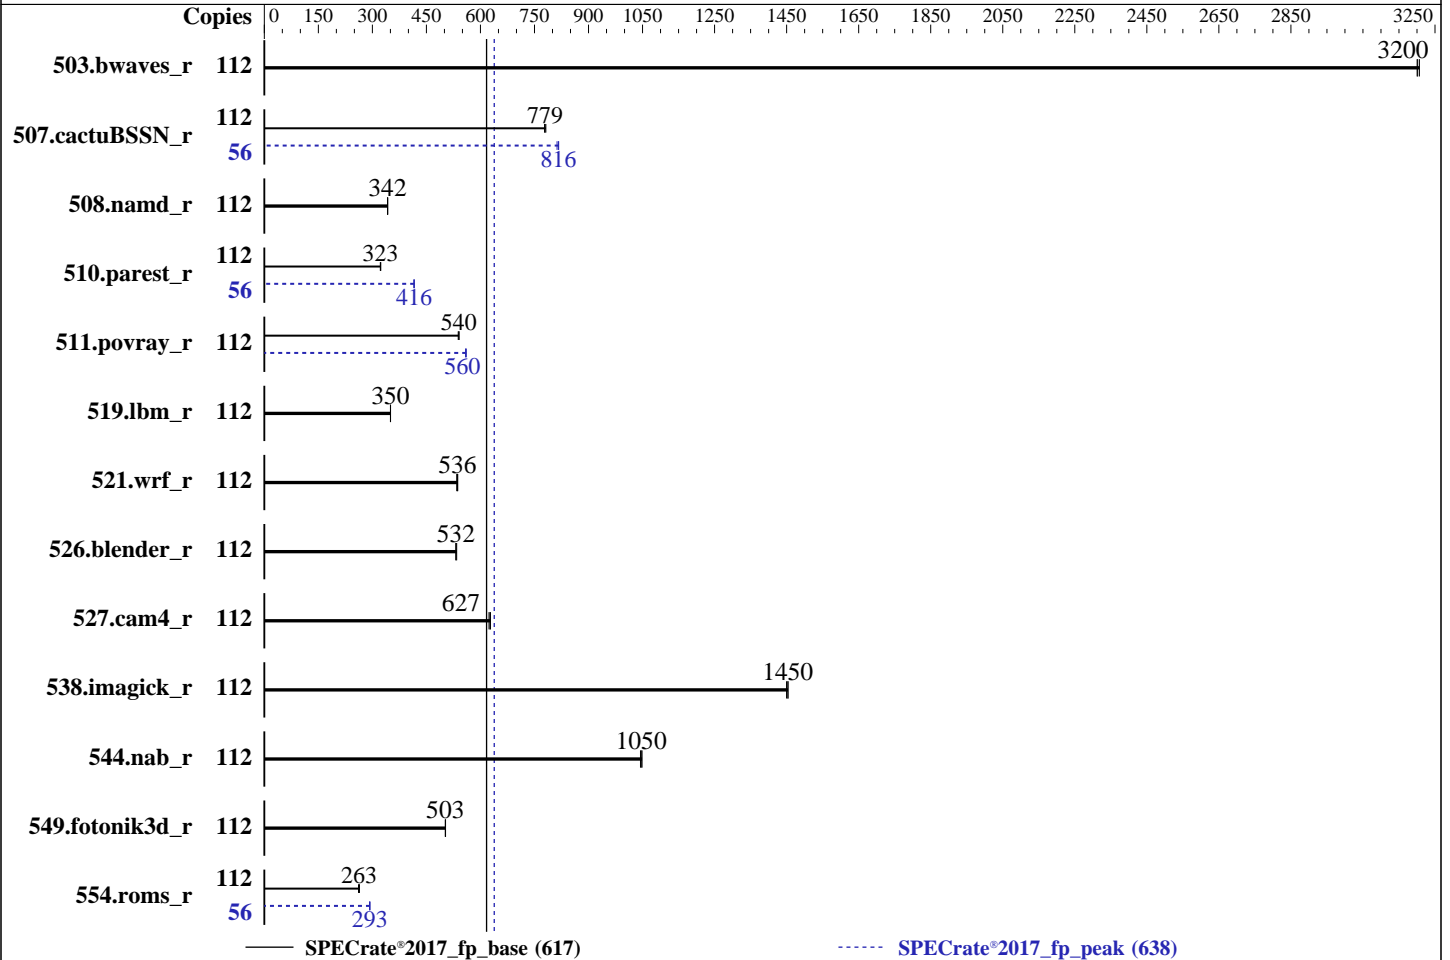 Copies 0 150 300 450 600 750 900 1050 1250 1450 1650 1850 2050 2250 2450 2650 2850 3250
503.bwaves_r 112 3200
507.cactuBSSN_r 112 779
56 816
508.namd_r 112 342
510.parest_r 112 323
56 416
511.povray_r 112 540
560
519.lbm_r 112 350
521.wrf_r 112 536
526.blender_r 112 532
527.cam4_r 112 627
538.imagick_r 112 1450
544.nab_r 112 1050
549.fotonik3d_r 112 503
554.roms_r 112 263
56 293
SPECrate®2017_fp_base (617) SPECrate®2017_fp_peak (638)